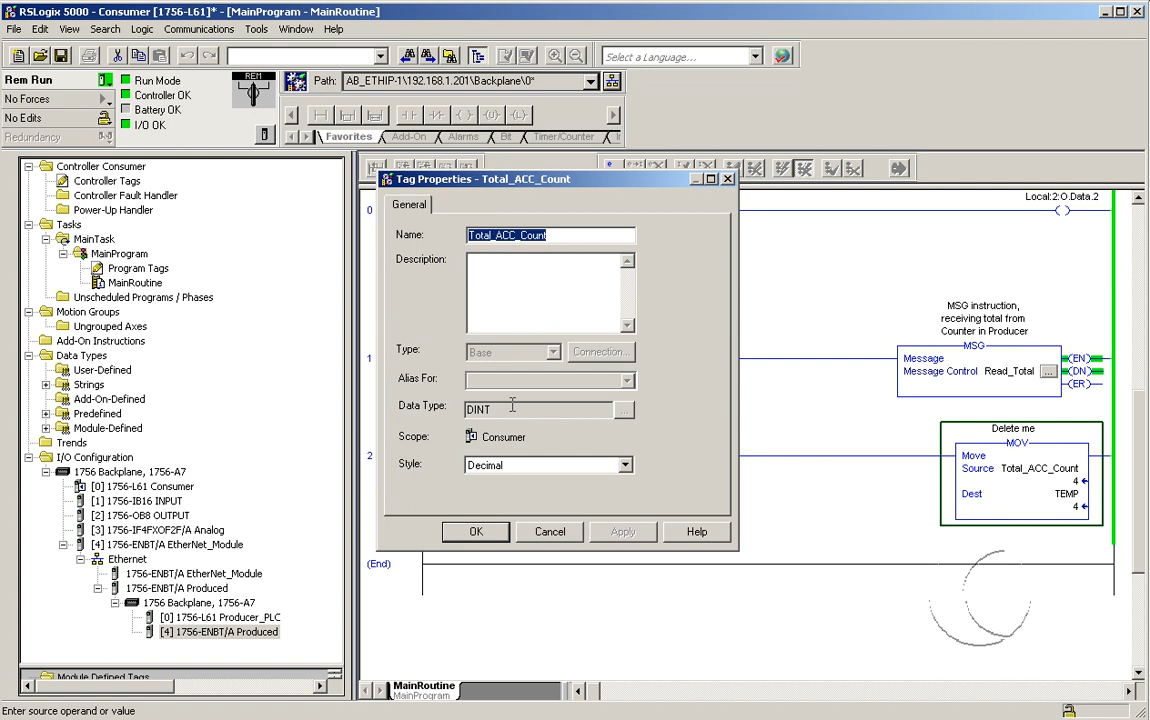 RSLogix 5000 - Consumer [1756-L61]* - [MainProgram - MainRoutine]
File Edit View Search Logic Communications Tools Window Help
Select a Language...
Rem Run
Run Mode
No Forces
Controller OK
Battery OK
No Edits
I/O OK
Redundancy
REM
Path: AB_ETHIP-1\192.168.1.201\Backplane\0*
Favorites Add-On Alarms Bit Timer/Counter
Controller Consumer
Controller Tags
Controller Fault Handler
Power-Up Handler
Tasks
MainTask
MainProgram
Program Tags
MainRoutine
Unscheduled Programs / Phases
Motion Groups
Ungrouped Axes
Add-On Instructions
Data Types
User-Defined
Strings
Add-On-Defined
Predefined
Module-Defined
Trends
I/O Configuration
1756 Backplane, 1756-A7
[0] 1756-L61 Consumer
[1] 1756-IB16 INPUT
[2] 1756-OB8 OUTPUT
[3] 1756-IF4FXOF2F/A Analog
[4] 1756-ENBT/A EtherNet_Module
Ethernet
1756-ENBT/A EtherNet_Module
1756-ENBT/A Produced
1756 Backplane, 1756-A7
[0] 1756-L61 Producer_PLC
[4] 1756-ENBT/A Produced
Module Defined Tags
Tag Properties - Total_ACC_Count
General
Name: Total_ACC_Count
Description:
Type: Base Connection...
Alias For:
Data Type: DINT ...
Scope: Consumer
Style: Decimal
OK Cancel Apply Help
0
Local:2:O.Data.2
1
MSG instruction,
receiving total from
Counter in Producer
MSG
Message
Message Control Read_Total ...
(EN)
(DN)
(ER)
2
Delete me
MOV
Move
Source Total_ACC_Count
4
Dest TEMP
4
(End)
MainRoutine
MainProgram
Enter source operand or value